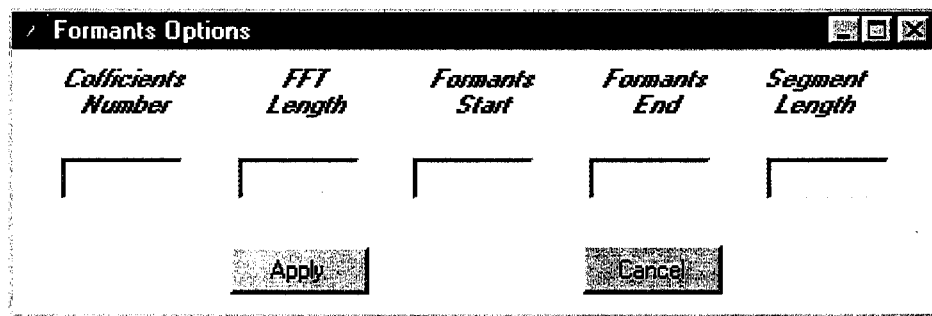 Formants Options
Cofficients Number
FFT Length
Formants Start
Formants End
Segment Length
Apply
Cancel